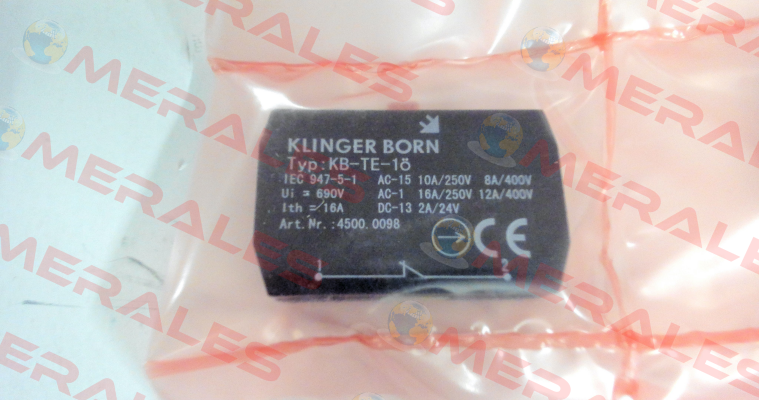 KLINGER BORN
Typ:KB-TE-1ö
IEC 947-5-1 AC-15 10A/250V 8A/400V
Ui = 690V AC-1 16A/250V 12A/400V
Ith = 16A DC-13 2A/24V
Art.Nr.:4500.0098
CE
1 2
MERALES
MERALES
MERALES
MERALES
MERALES
MERALES